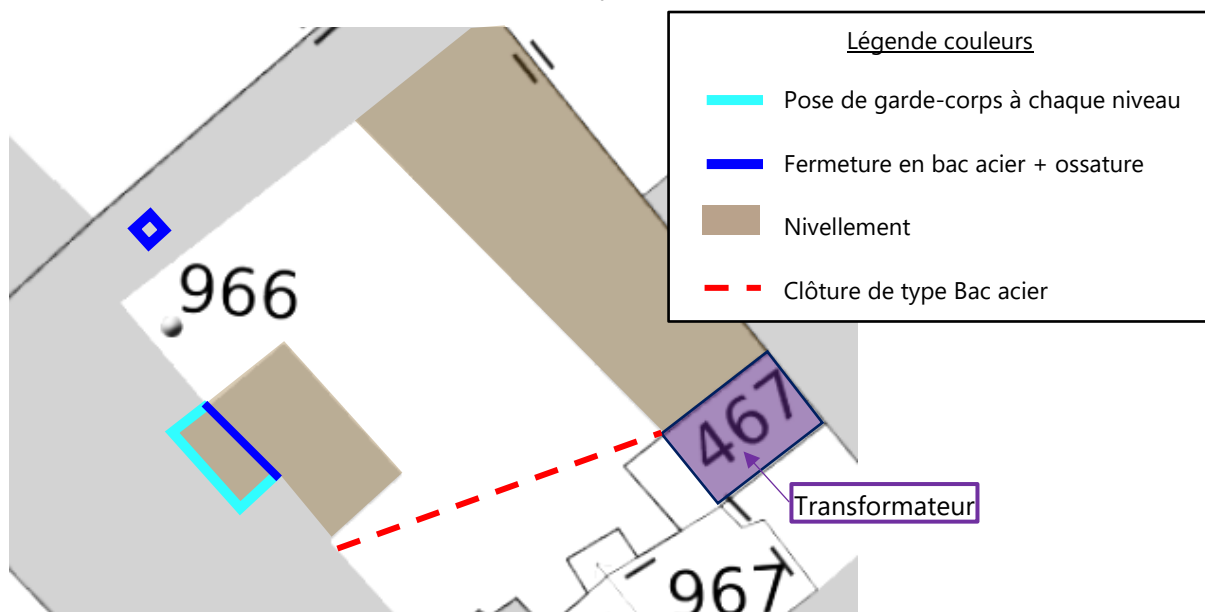 Légende couleurs
Pose de garde-corps à chaque niveau
Fermeture en bac acier + ossature
Nivellement
Clôture de type Bac acier
966
467
Transformateur
967